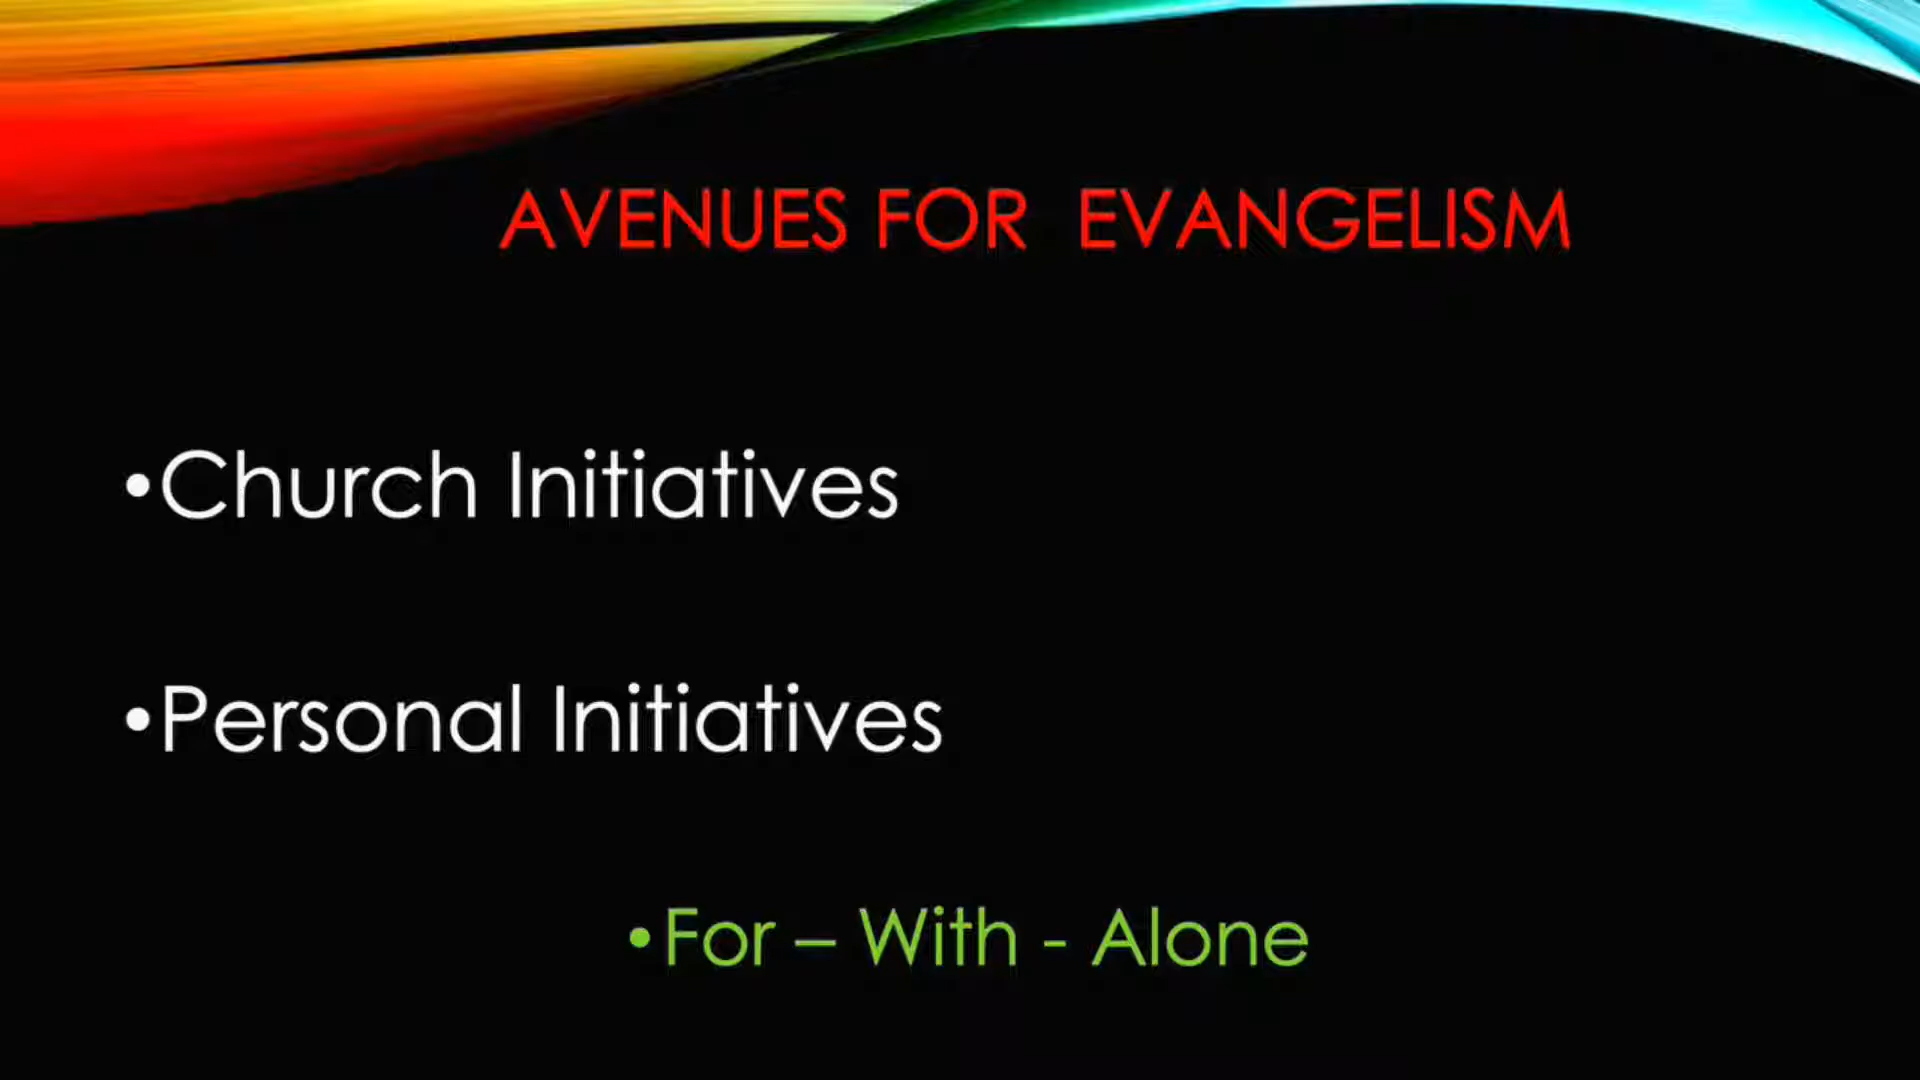 AVENUES FOR  EVANGELISM
•Church Initiatives
•Personal Initiatives
•For – With - Alone